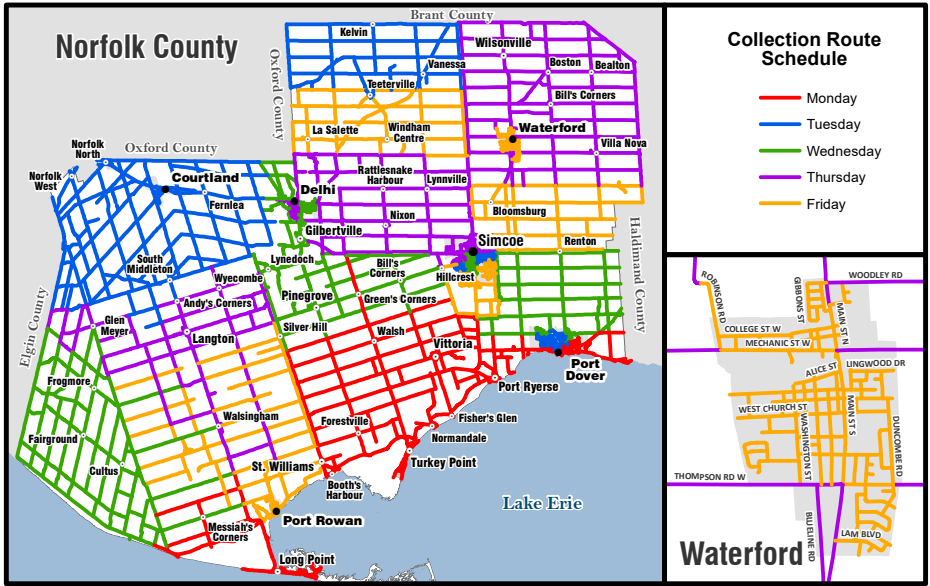 Brant County
Norfolk County
Kelvin
Wilsonville
Vanessa
Boston
Bealton
Oxford County
Teeterville
Bill's Corners
La Salette
Windham
Centre
Waterford
Villa Nova
Norfolk
North
Oxford County
Rattlesnake
Harbour
Lynnville
Norfolk
West
Courtland
Delhi
Fernlea
Nixon
Bloomsburg
Gilbertville
Simcoe
Renton
Haldimand County
South
Middleton
Lynedoch
Bill's
Corners
Hillcrest
Wyecombe
Elgin County
Andy's Corners
Pinegrove
Green's Corners
Glen
Meyer
Langton
Silver Hill
Walsh
Vittoria
Port
Dover
Frogmore
Port Ryerse
Walsingham
Forestville
Fisher's Glen
Fairground
Normandale
Cultus
St. Williams
Turkey Point
Booth's
Harbour
Lake Erie
Port Rowan
Messiah's
Corners
Long Point
Collection Route
Schedule
Monday
Tuesday
Wednesday
Thursday
Friday
ROBINSON RD
GIBBONS ST
WOODLEY RD
MAIN ST N
COLLEGE ST W
MECHANIC ST W
ALICE ST
LINGWOOD DR
WEST CHURCH ST
WASHINGTON ST
MAIN ST S
DUNCOMBE RD
THOMPSON RD W
BLUELINE RD
LAM BLVD
Waterford